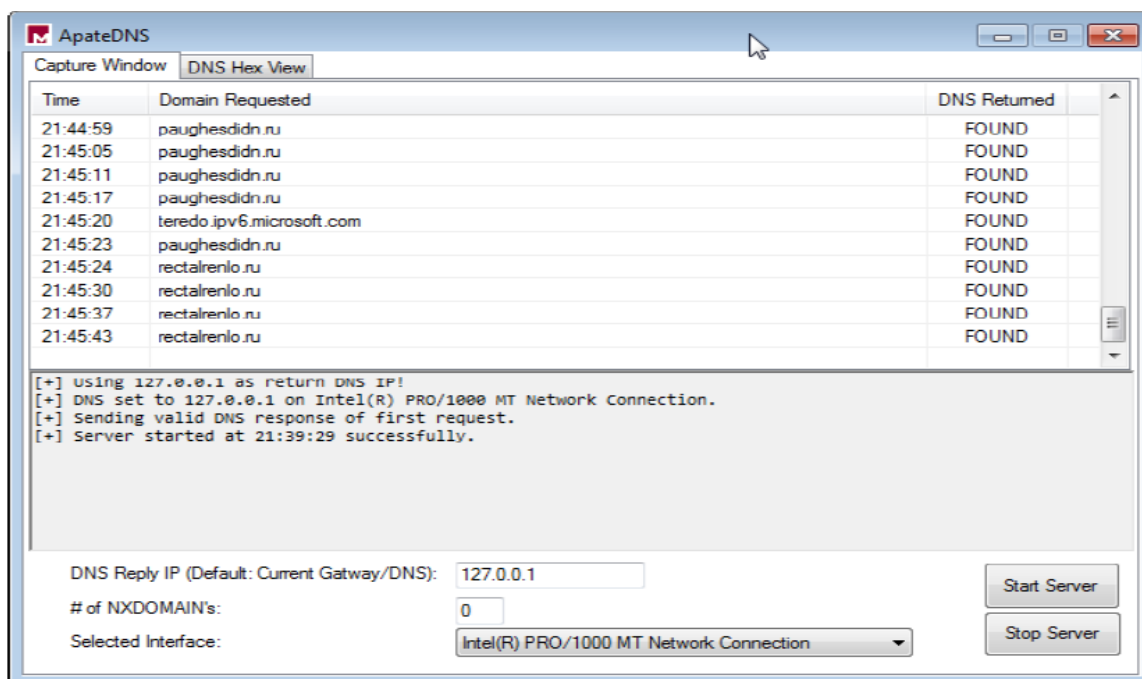 ApateDNS
Capture Window DNS Hex View
Time Domain Requested DNS Returned
21:44:59 paughesdidn.ru FOUND
21:45:05 paughesdidn.ru FOUND
21:45:11 paughesdidn.ru FOUND
21:45:17 paughesdidn.ru FOUND
21:45:20 teredo.ipv6.microsoft.com FOUND
21:45:23 paughesdidn.ru FOUND
21:45:24 rectalrenlo.ru FOUND
21:45:30 rectalrenlo.ru FOUND
21:45:37 rectalrenlo.ru FOUND
21:45:43 rectalrenlo.ru FOUND
[+] Using 127.0.0.1 as return DNS IP!
[+] DNS set to 127.0.0.1 on Intel(R) PRO/1000 MT Network Connection.
[+] Sending valid DNS response of first request.
[+] Server started at 21:39:29 successfully.
DNS Reply IP (Default: Current Gatway/DNS): 127.0.0.1
Start Server
# of NXDOMAIN's: 0
Selected Interface: Intel(R) PRO/1000 MT Network Connection
Stop Server